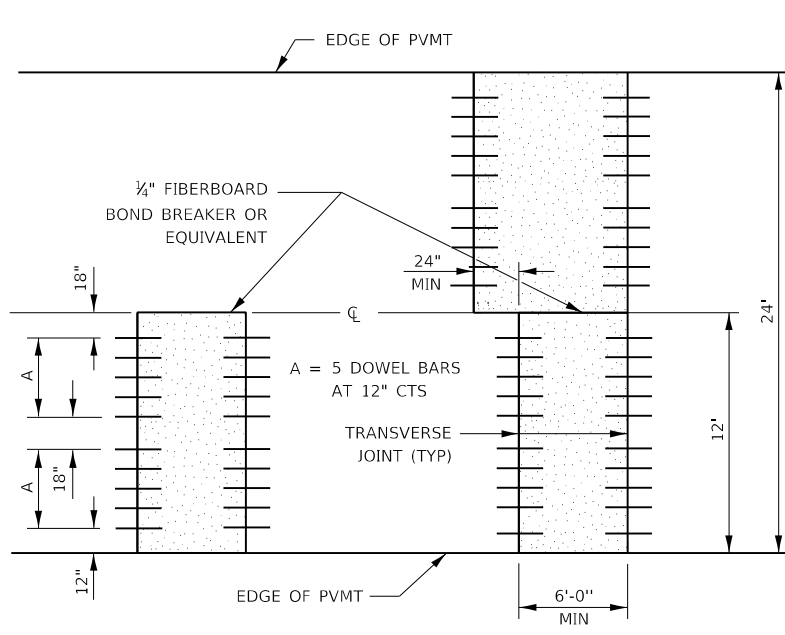 EDGE OF PVMT
¼" FIBERBOARD
BOND BREAKER OR
EQUIVALENT
24"
MIN
18"
℄
24'
A
A = 5 DOWEL BARS
AT 12" CTS
12'
TRANSVERSE
JOINT (TYP)
A
18"
12"
EDGE OF PVMT
6'-0''
MIN